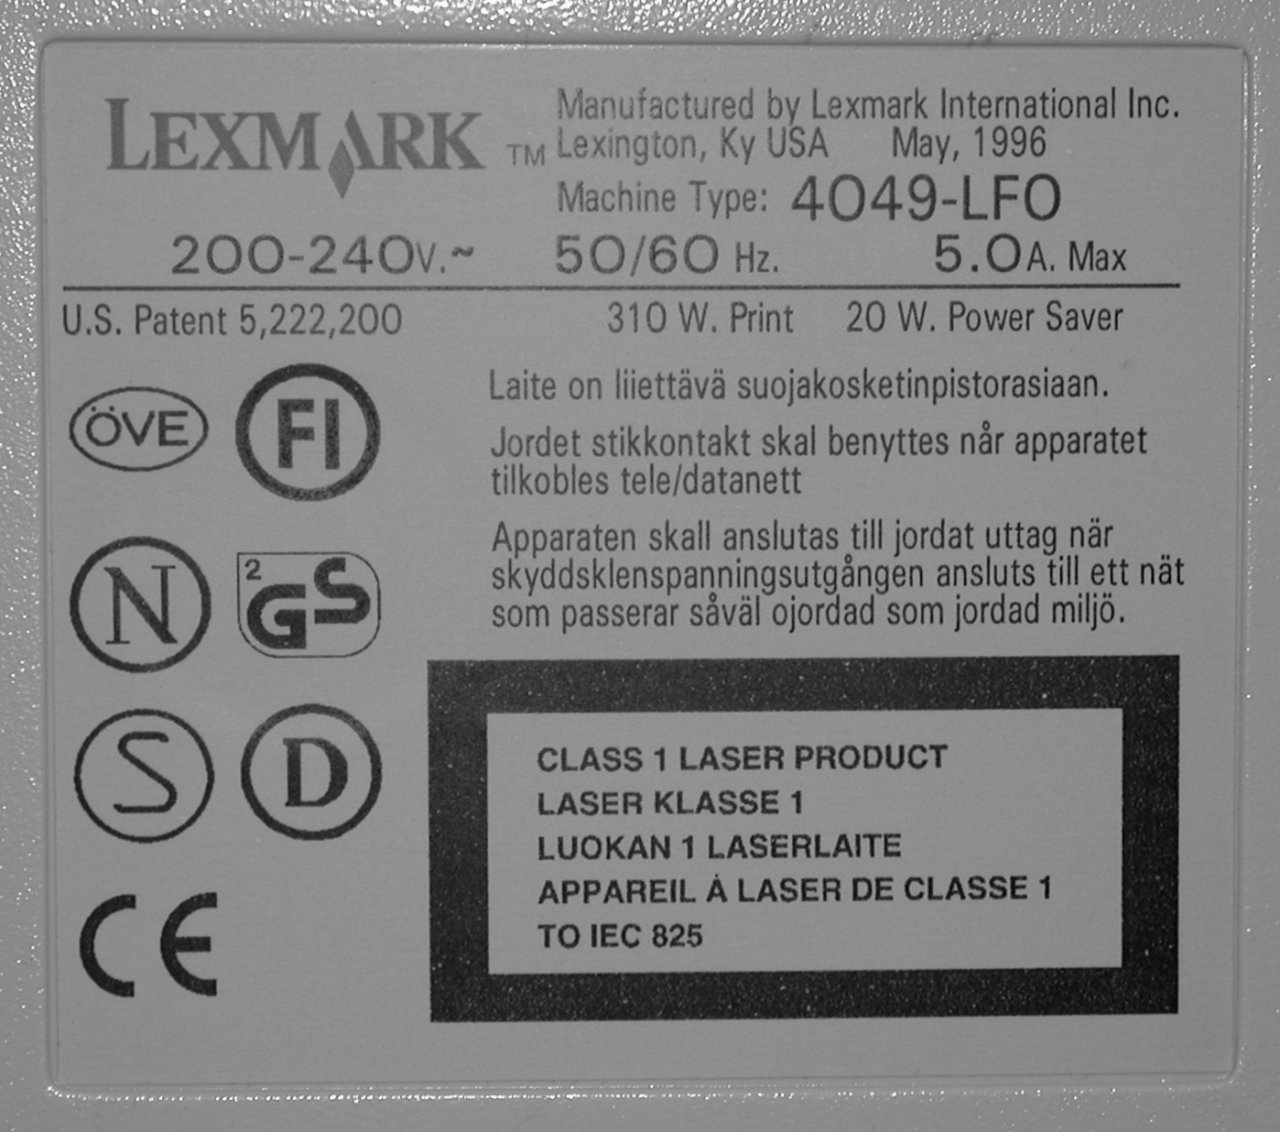 LEXMARK TM
Manufactured by Lexmark International Inc.
Lexington, Ky USA May, 1996
Machine Type: 4049-LFO
200-240V.~ 50/60 Hz. 5.0A. Max
U.S. Patent 5,222,200 310 W. Print 20 W. Power Saver
ÖVE
FI
N
2 GS
S
D
CE
Laite on liiettävä suojakosketinpistorasiaan.
Jordet stikkontakt skal benyttes når apparatet
tilkobles tele/datanett
Apparaten skall anslutas till jordat uttag när
skyddsklenspanningsutgången ansluts till ett nät
som passerar såväl ojordad som jordad miljö.
CLASS 1 LASER PRODUCT
LASER KLASSE 1
LUOKAN 1 LASERLAITE
APPAREIL À LASER DE CLASSE 1
TO IEC 825